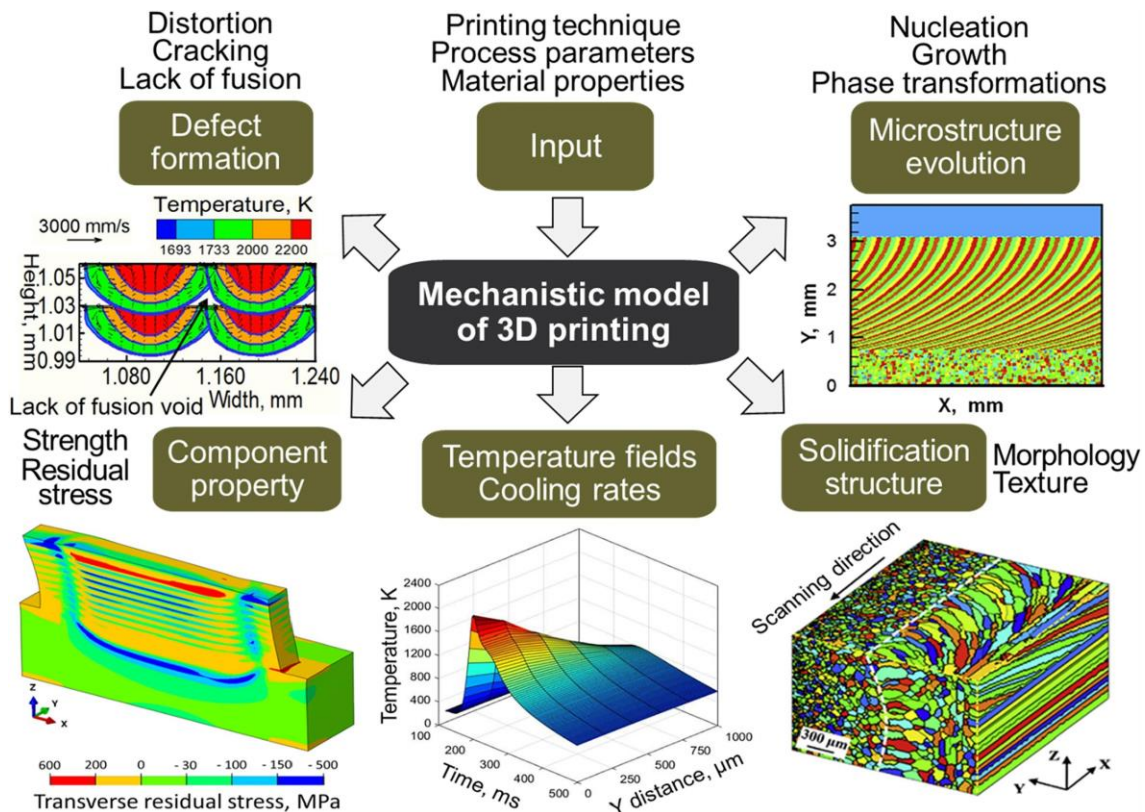 Distortion
Cracking
Lack of fusion
Defect
formation
Printing technique
Process parameters
Material properties
Input
Nucleation
Growth
Phase transformations
Microstructure
evolution
Temperature, K
3000 mm/s
1693 1733 2000 2200
Height, mm
1.05
1.03
1.01
0.99
1.080 1.160 1.240
Width, mm
Lack of fusion void
Mechanistic model
of 3D printing
Y, mm
3
2
1
0
X, mm
Strength
Residual
stress
Component
property
Temperature fields
Cooling rates
Solidification
structure
Morphology
Texture
Z
Y
X
600 200 0 -30 -100 -150 - 500
Transverse residual stress, MPa
Temperature, K
2400
2000
1600
1200
800
400
0
100
200
300
400
500
Time, ms
0
250
500
750
1000
Y distance, µm
Scanning direction
300 µm
Z
Y
X